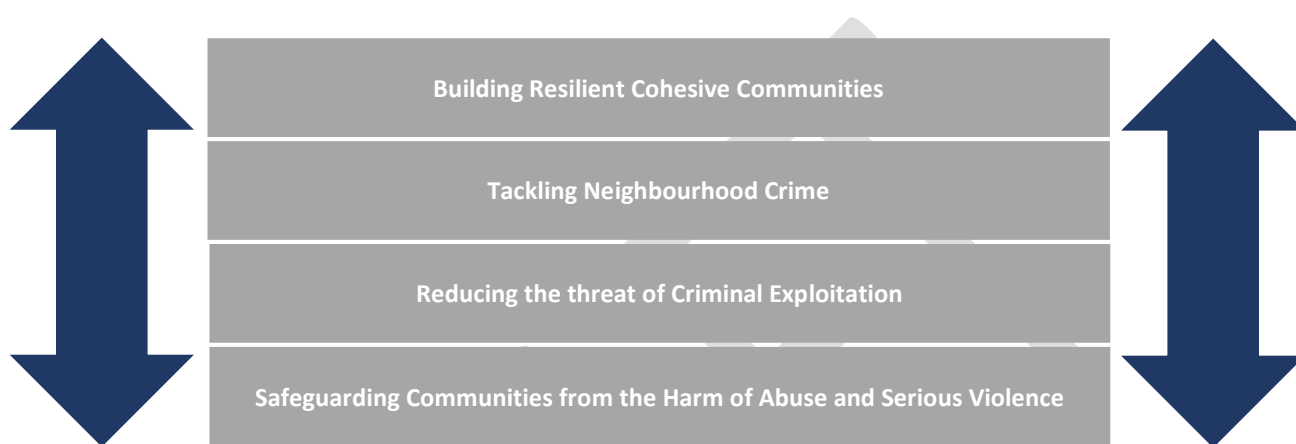 Building Resilient Cohesive Communities
Tackling Neighbourhood Crime
Reducing the threat of Criminal Exploitation
Safeguarding Communities from the Harm of Abuse and Serious Violence